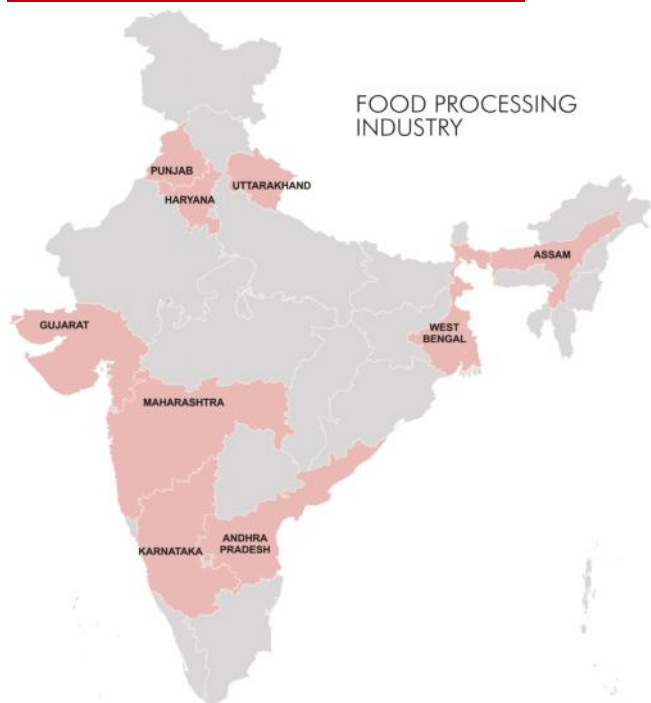 FOOD PROCESSING
INDUSTRY
PUNJAB
UTTARAKHAND
HARYANA
ASSAM
GUJARAT
WEST
BENGAL
MAHARASHTRA
ANDHRA
PRADESH
KARNATAKA